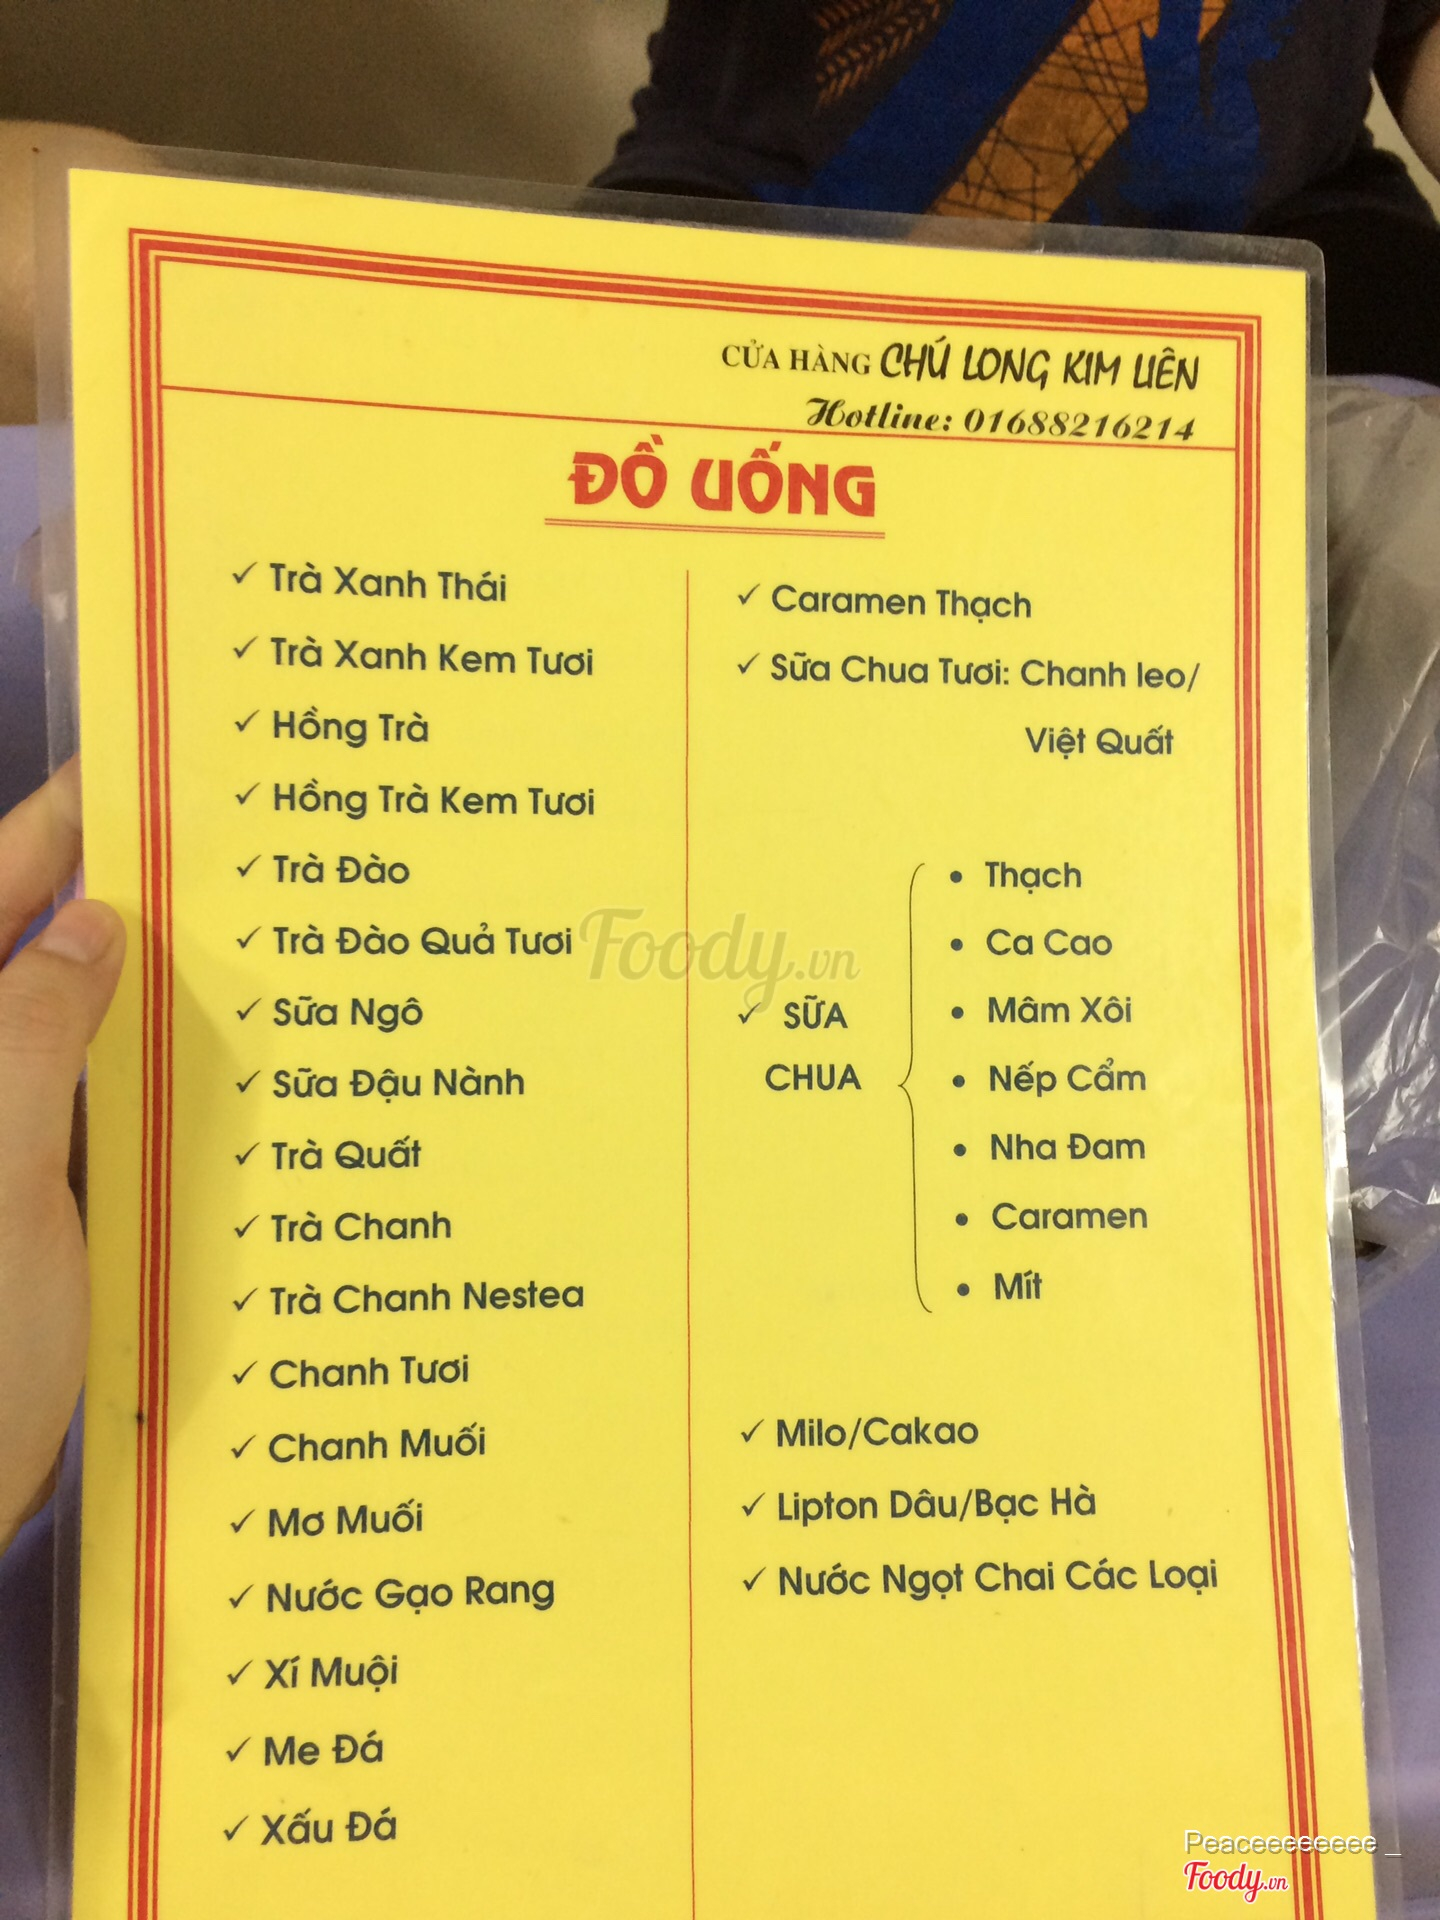 CỬA HÀNG CHÚ LONG KIM LIÊN
Hotline: 01688216214
ĐỒ UỐNG
✓ Trà Xanh Thái
✓ Trà Xanh Kem Tươi
✓ Hồng Trà
✓ Hồng Trà Kem Tươi
✓ Trà Đào
✓ Trà Đào Quả Tươi
✓ Sữa Ngô
✓ Sữa Đậu Nành
✓ Trà Quất
✓ Trà Chanh
✓ Trà Chanh Nestea
✓ Chanh Tươi
✓ Chanh Muối
✓ Mơ Muối
✓ Nước Gạo Rang
✓ Xí Muội
✓ Me Đá
✓ Xấu Đá
✓ Caramen Thạch
✓ Sữa Chua Tươi: Chanh leo/
Việt Quất
✓ SỮA
CHUA
• Thạch
• Ca Cao
• Mâm Xôi
• Nếp Cẩm
• Nha Đam
• Caramen
• Mít
✓ Milo/Cakao
✓ Lipton Dâu/Bạc Hà
✓ Nước Ngọt Chai Các Loại
Foody.vn
Peaceeeeeeee _
Foody.vn